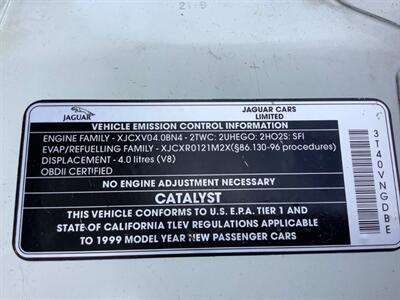 JAGUAR
JAGUAR CARS
LIMITED
VEHICLE EMISSION CONTROL INFORMATION
ENGINE FAMILY - XJCXV04.0BN4 - 2TWC: 2UHEGO: 2HO2S: SFI
EVAP/REFUELLING FAMILY - XJCXR0121M2X(§86.130-96 procedures)
DISPLACEMENT - 4.0 litres (V8)
OBDII CERTIFIED
NO ENGINE ADJUSTMENT NECESSARY
CATALYST
THIS VEHICLE CONFORMS TO U.S. E.P.A. TIER 1 AND
STATE OF CALIFORNIA TLEV REGULATIONS APPLICABLE
TO 1999 MODEL YEAR NEW PASSENGER CARS
3T40VNGDBE